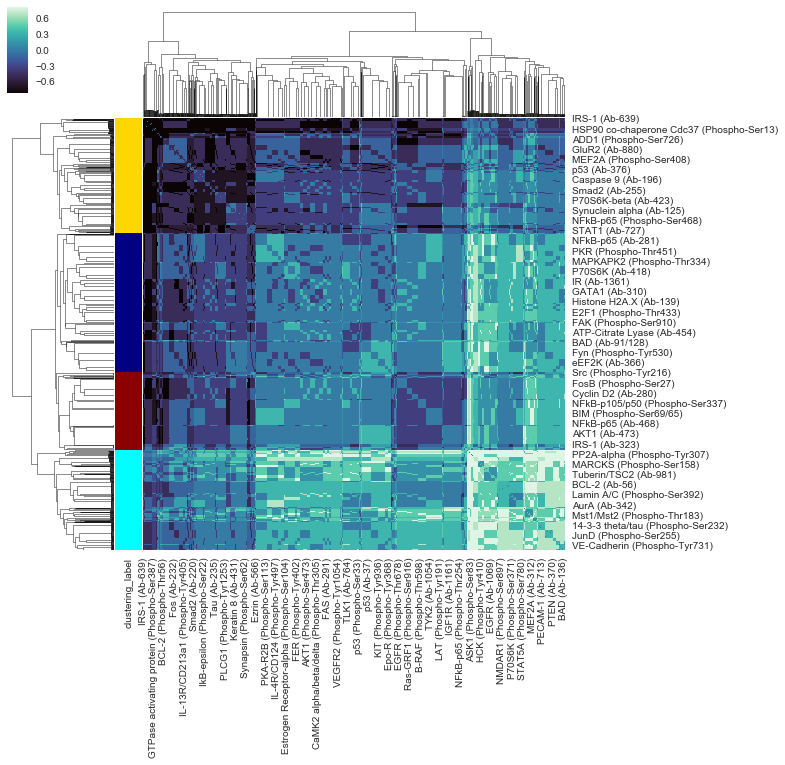 0.6
0.3
0.0
−0.3
−0.6
IRS-1 (Ab-639)
HSP90 co-chaperone Cdc37 (Phospho-Ser13)
ADD1 (Phospho-Ser726)
GluR2 (Ab-880)
MEF2A (Phospho-Ser408)
p53 (Ab-376)
Caspase 9 (Ab-196)
Smad2 (Ab-255)
P70S6K-beta (Ab-423)
Synuclein alpha (Ab-125)
NFkB-p65 (Phospho-Ser468)
STAT1 (Ab-727)
NFkB-p65 (Ab-281)
PKR (Phospho-Thr451)
MAPKAPK2 (Phospho-Thr334)
P70S6K (Ab-418)
IR (Ab-1361)
GATA1 (Ab-310)
Histone H2A.X (Ab-139)
E2F1 (Phospho-Thr433)
FAK (Phospho-Ser910)
ATP-Citrate Lyase (Ab-454)
BAD (Ab-91/128)
Fyn (Phospho-Tyr530)
eEF2K (Ab-366)
Src (Phospho-Tyr216)
FosB (Phospho-Ser27)
Cyclin D2 (Ab-280)
NFkB-p105/p50 (Phospho-Ser337)
BIM (Phospho-Ser69/65)
NFkB-p65 (Ab-468)
AKT1 (Ab-473)
IRS-1 (Ab-323)
PP2A-alpha (Phospho-Tyr307)
MARCKS (Phospho-Ser158)
Tuberin/TSC2 (Ab-981)
BCL-2 (Ab-56)
Lamin A/C (Phospho-Ser392)
AurA (Ab-342)
Mst1/Mst2 (Phospho-Thr183)
14-3-3 theta/tau (Phospho-Ser232)
JunD (Phospho-Ser255)
VE-Cadherin (Phospho-Tyr731)
clustering_label
IRS-1 (Ab-639)
GTPase activating protein (Phospho-Ser387)
BCL-2 (Phospho-Thr56)
Fos (Ab-232)
IL-13R/CD213a1 (Phospho-Tyr405)
Smad2 (Ab-220)
IkB-epsilon (Phospho-Ser22)
Tau (Ab-235)
PLCG1 (Phospho-Tyr1253)
Keratin 8 (Ab-431)
Synapsin (Phospho-Ser62)
Ezrin (Ab-566)
PKA-R2B (Phospho-Ser113)
IL-4R/CD124 (Phospho-Tyr497)
Estrogen Receptor-alpha (Phospho-Ser104)
FER (Phospho-Tyr402)
AKT1 (Phospho-Ser473)
CaMK2 alpha/beta/delta (Phospho-Thr305)
FAS (Ab-291)
VEGFR2 (Phospho-Tyr1054)
TLK1 (Ab-764)
p53 (Phospho-Ser33)
p53 (Ab-37)
KIT (Phospho-Tyr936)
Epo-R (Phospho-Tyr368)
EGFR (Phospho-Thr678)
Ras-GRF1 (Phospho-Ser916)
B-RAF (Phospho-Thr598)
TYK2 (Ab-1054)
LAT (Phospho-Tyr191)
IGF1R (Ab-1161)
NFkB-p65 (Phospho-Thr254)
ASK1 (Phospho-Ser83)
HCK (Phospho-Tyr410)
EGFR (Ab-1069)
NMDAR1 (Phospho-Ser897)
P70S6K (Phospho-Ser371)
STAT5A (Phospho-Ser780)
MEF2A (Ab-312)
PECAM-1 (Ab-713)
PTEN (Ab-370)
BAD (Ab-136)